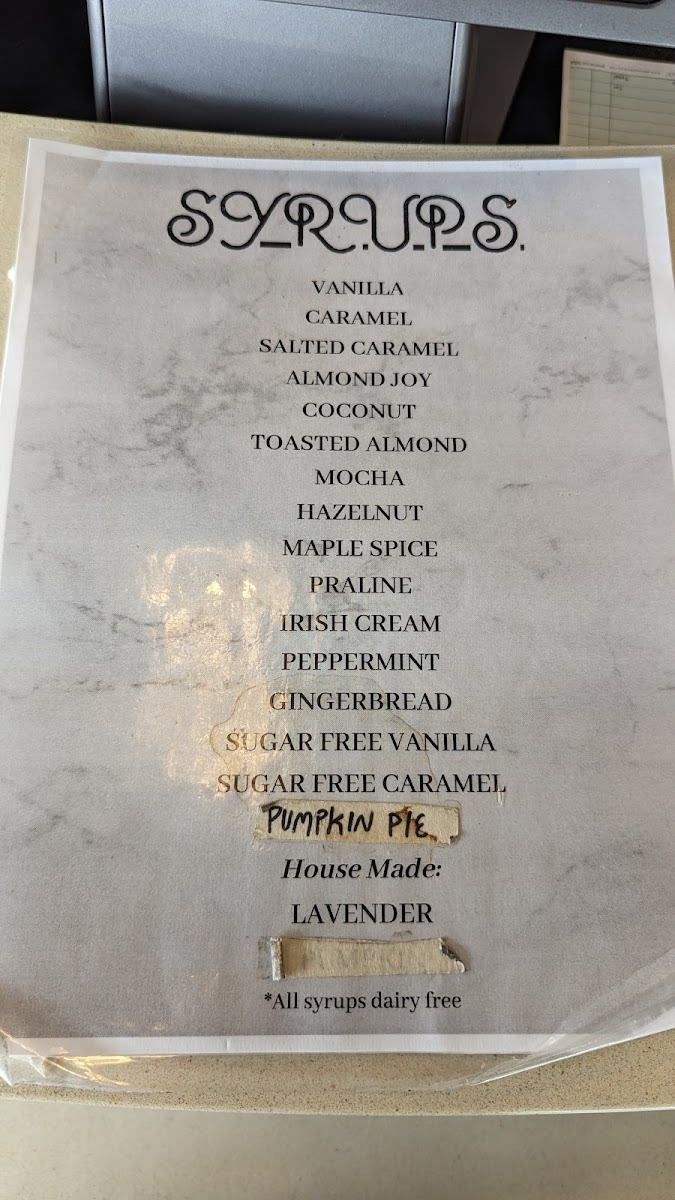 SYRUPS.
VANILLA
CARAMEL
SALTED CARAMEL
ALMOND JOY
COCONUT
TOASTED ALMOND
MOCHA
HAZELNUT
MAPLE SPICE
PRALINE
IRISH CREAM
PEPPERMINT
GINGERBREAD
SUGAR FREE VANILLA
SUGAR FREE CARAMEL
PUMPKIN PIE
House Made:
LAVENDER
*All syrups dairy free